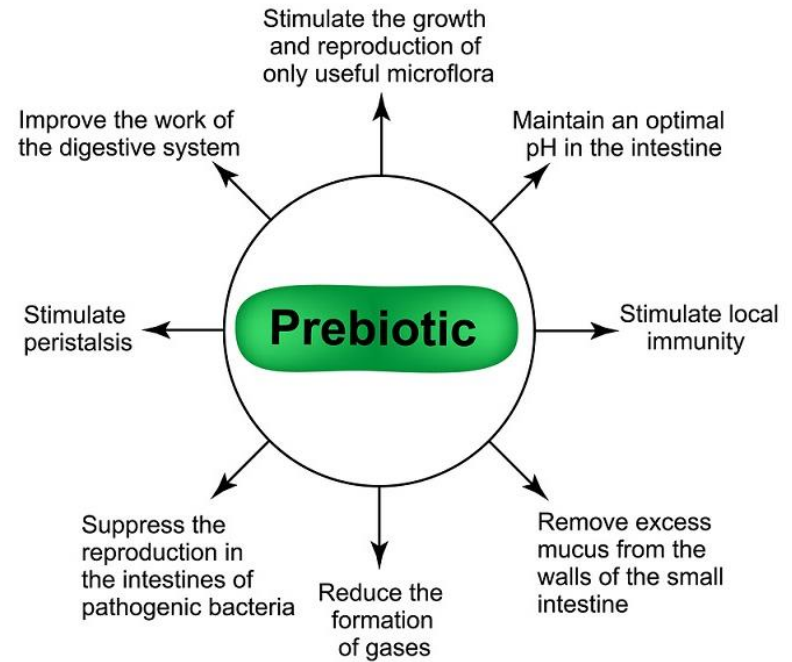 Stimulate the growth
and reproduction of
only useful microflora
Improve the work of
the digestive system
Maintain an optimal
pH in the intestine
Stimulate
peristalsis
Prebiotic
Stimulate local
immunity
Suppress the
reproduction in
the intestines of
pathogenic bacteria
Reduce the
formation
of gases
Remove excess
mucus from the
walls of the small
intestine